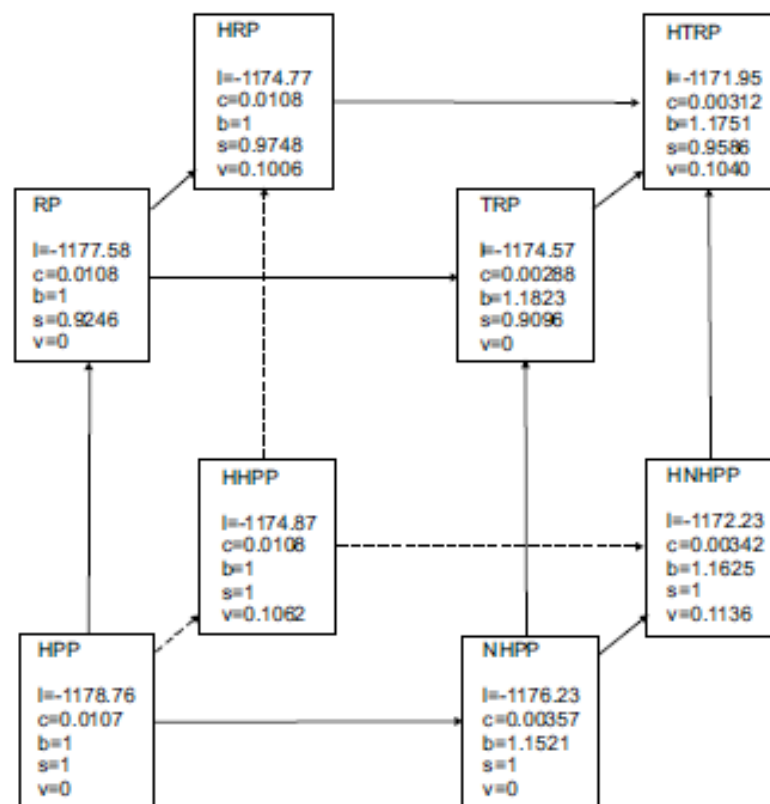 HRP
l=-1174.77
c=0.0108
b=1
s=0.9748
v=0.1006
HTRP
l=-1171.95
c=0.00312
b=1.1751
s=0.9586
v=0.1040
RP
l=-1177.58
c=0.0108
b=1
s=0.9246
v=0
TRP
l=-1174.57
c=0.00288
b=1.1823
s=0.9096
v=0
HHPP
l=-1174.87
c=0.0108
b=1
s=1
v=0.1062
HNHPP
l=-1172.23
c=0.00342
b=1.1625
s=1
v=0.1136
HPP
l=-1178.76
c=0.0107
b=1
s=1
v=0
NHPP
l=-1176.23
c=0.00357
b=1.1521
s=1
v=0